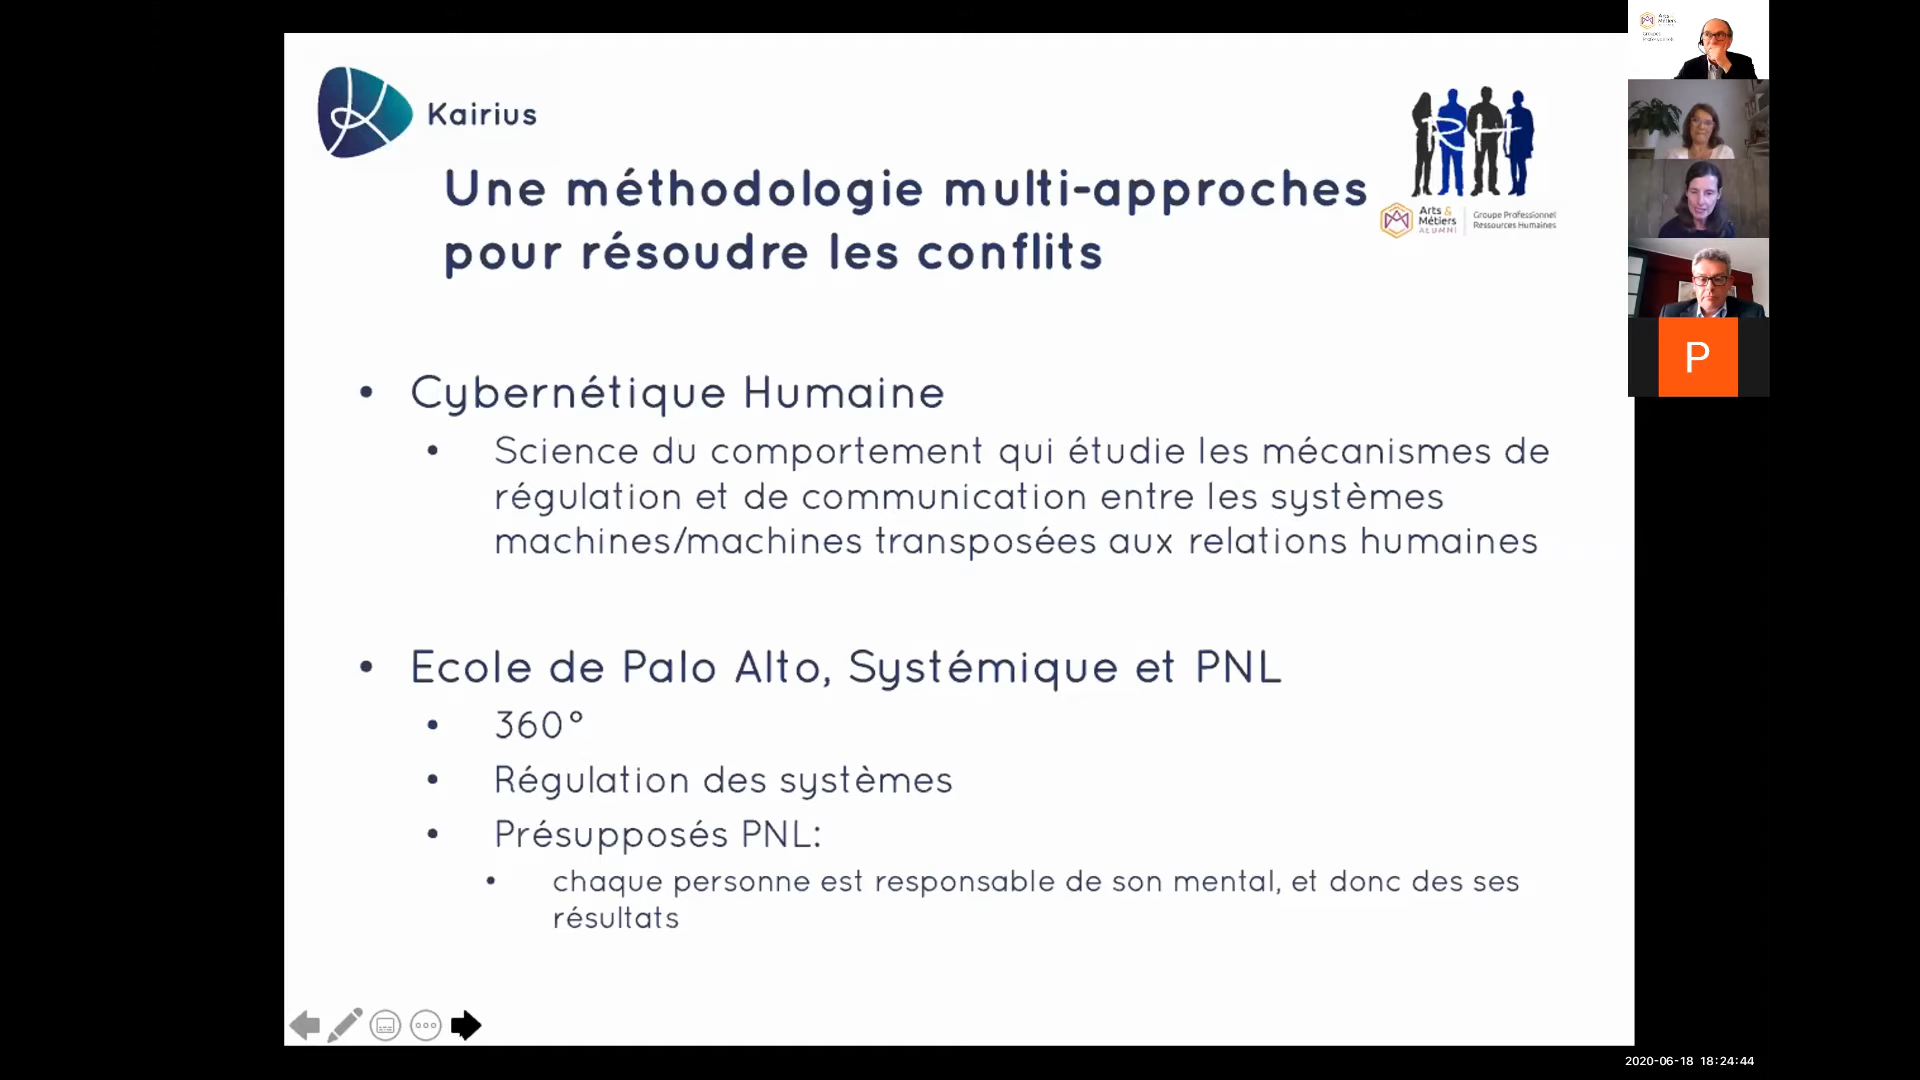 Kairius
RH
Arts &
Métiers
ALUMNI
Groupe Professionnel
Ressources Humaines
Une méthodologie multi-approches
pour résoudre les conflits
• Cybernétique Humaine
• Science du comportement qui étudie les mécanismes de
régulation et de communication entre les systèmes
machines/machines transposées aux relations humaines
• Ecole de Palo Alto, Systémique et PNL
• 360°
• Régulation des systèmes
• Présupposés PNL:
• chaque personne est responsable de son mental, et donc des ses
résultats
P
2020-06-18 18:24:44